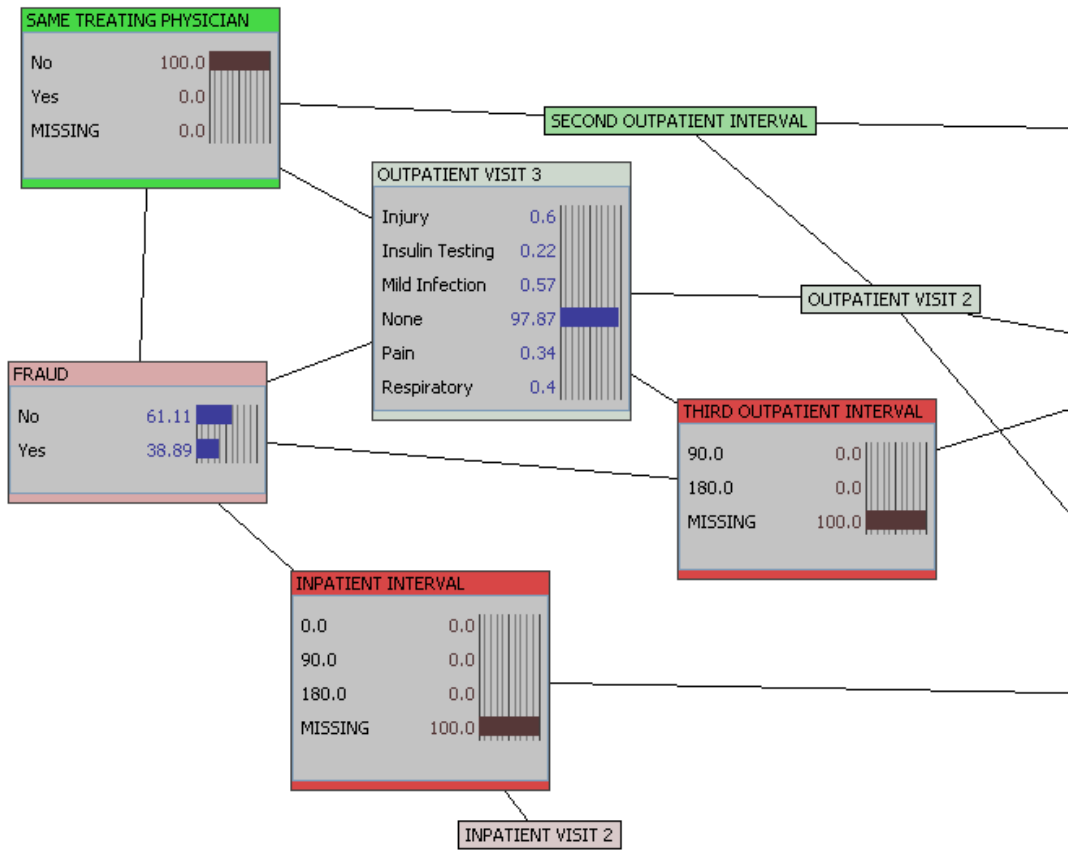 SAME TREATING PHYSICIAN
No 100.0
Yes 0.0
MISSING 0.0
SECOND OUTPATIENT INTERVAL
OUTPATIENT VISIT 3
Injury 0.6
Insulin Testing 0.22
Mild Infection 0.57
None 97.87
Pain 0.34
Respiratory 0.4
OUTPATIENT VISIT 2
FRAUD
No 61.11
Yes 38.89
THIRD OUTPATIENT INTERVAL
90.0 0.0
180.0 0.0
MISSING 100.0
INPATIENT INTERVAL
0.0 0.0
90.0 0.0
180.0 0.0
MISSING 100.0
INPATIENT VISIT 2